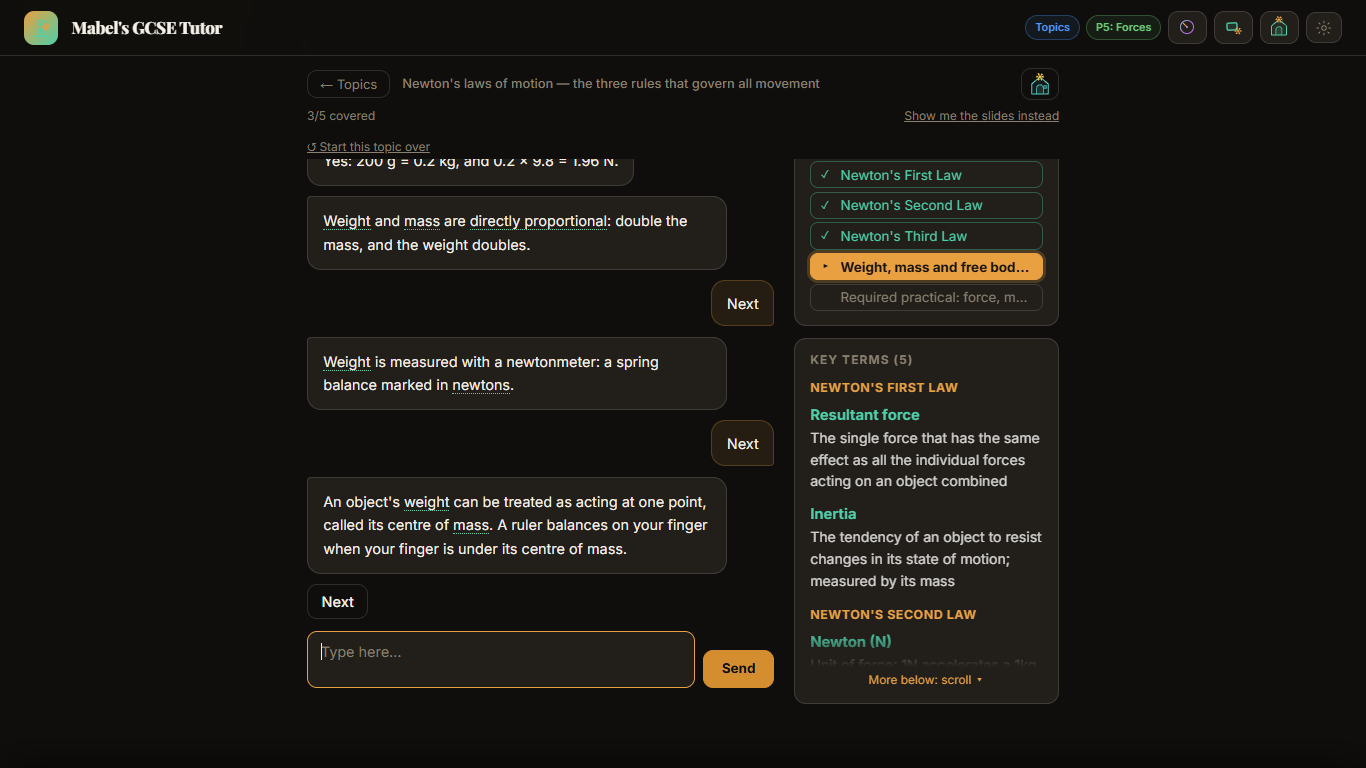 Mabel's GCSE Tutor
Topics
P5: Forces
← Topics
Newton's laws of motion — the three rules that govern all movement
3/5 covered
Show me the slides instead
↺ Start this topic over
Yes: 200 g = 0.2 kg, and 0.2 × 9.8 = 1.96 N.
Weight and mass are directly proportional: double the
mass, and the weight doubles.
Next
Weight is measured with a newtonmeter: a spring
balance marked in newtons.
Next
An object's weight can be treated as acting at one point,
called its centre of mass. A ruler balances on your finger
when your finger is under its centre of mass.
Next
Type here...
Send
✓ Newton's First Law
✓ Newton's Second Law
✓ Newton's Third Law
▸ Weight, mass and free bod...
Required practical: force, m...
KEY TERMS (5)
NEWTON'S FIRST LAW
Resultant force
The single force that has the same
effect as all the individual forces
acting on an object combined
Inertia
The tendency of an object to resist
changes in its state of motion;
measured by its mass
NEWTON'S SECOND LAW
Newton (N)
Unit of force: 1N accelerates a 1kg
More below: scroll ▾